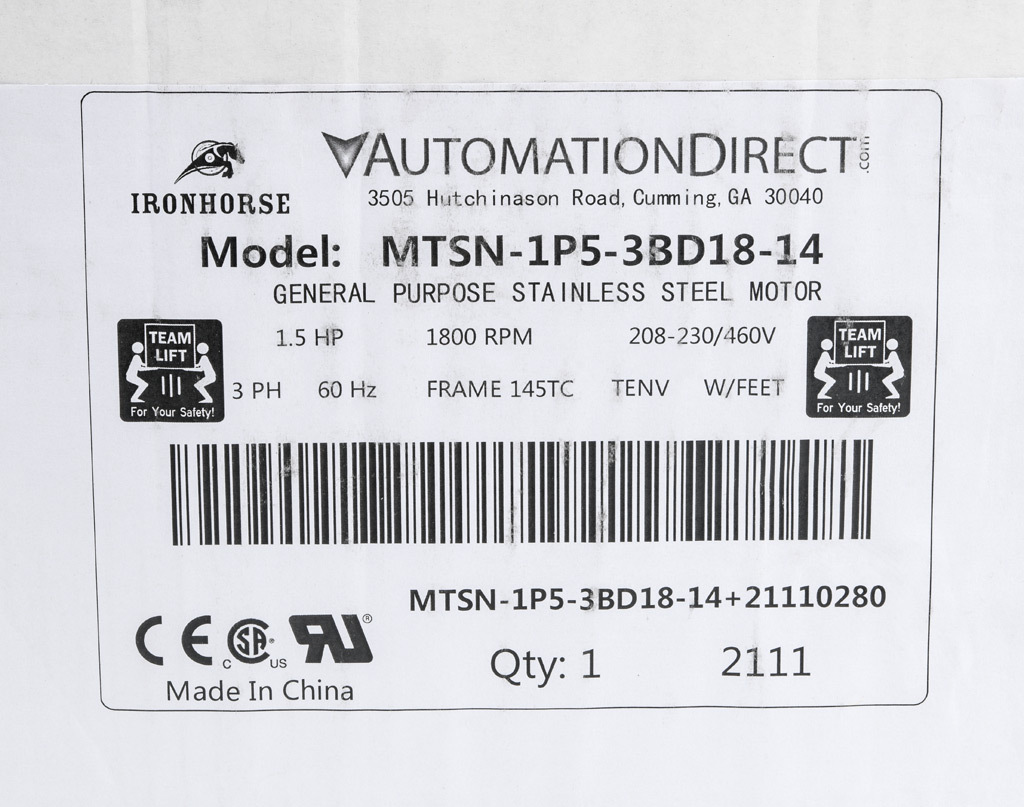 AUTOMATIONDIRECT.com
IRONHORSE
3505 Hutchinason Road, Cumming, GA 30040
Model: MTSN-1P5-3BD18-14
GENERAL PURPOSE STAINLESS STEEL MOTOR
TEAM LIFT
For Your Safety!
1.5 HP 1800 RPM 208-230/460V
3 PH 60 Hz FRAME 145TC TENV W/FEET
TEAM LIFT
For Your Safety!
MTSN-1P5-3BD18-14+21110280
CE C SA® US RU®
Qty: 1 2111
Made In China